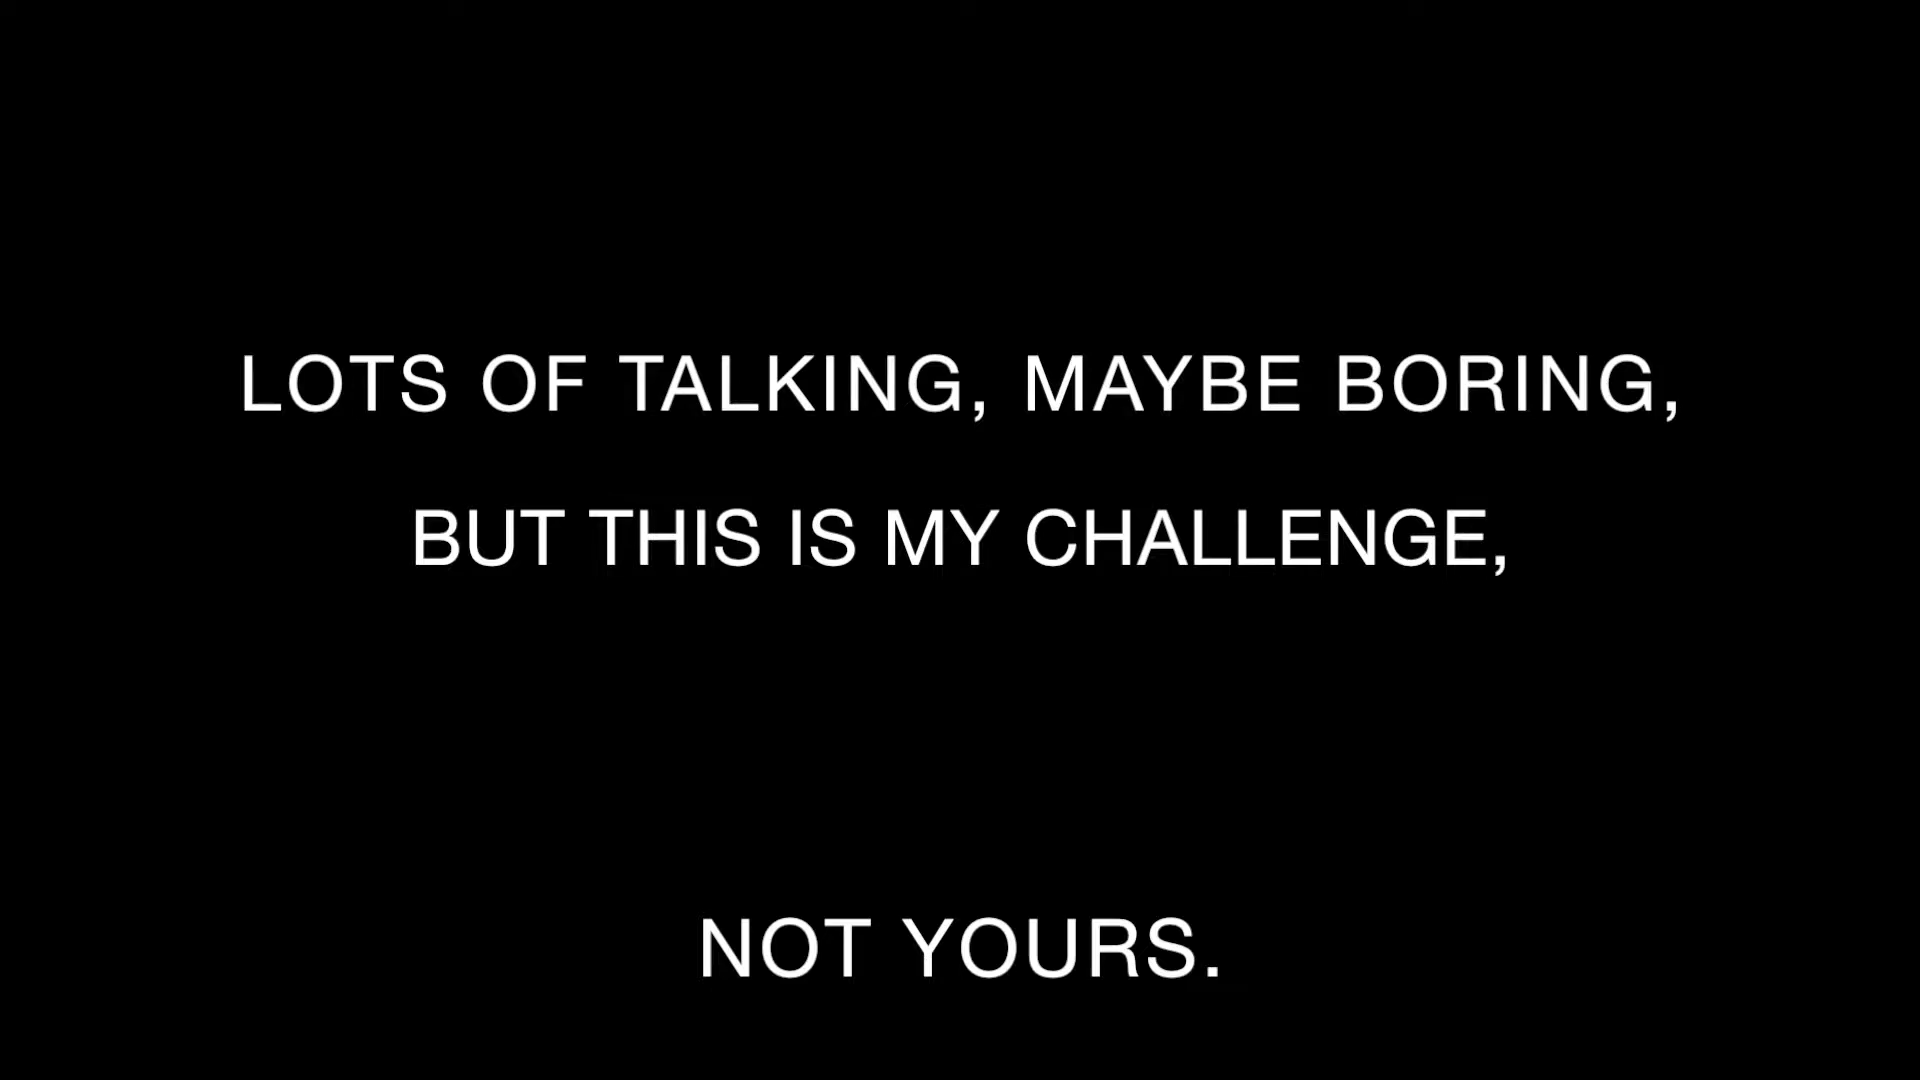 LOTS OF TALKING, MAYBE BORING,
BUT THIS IS MY CHALLENGE,
NOT YOURS.